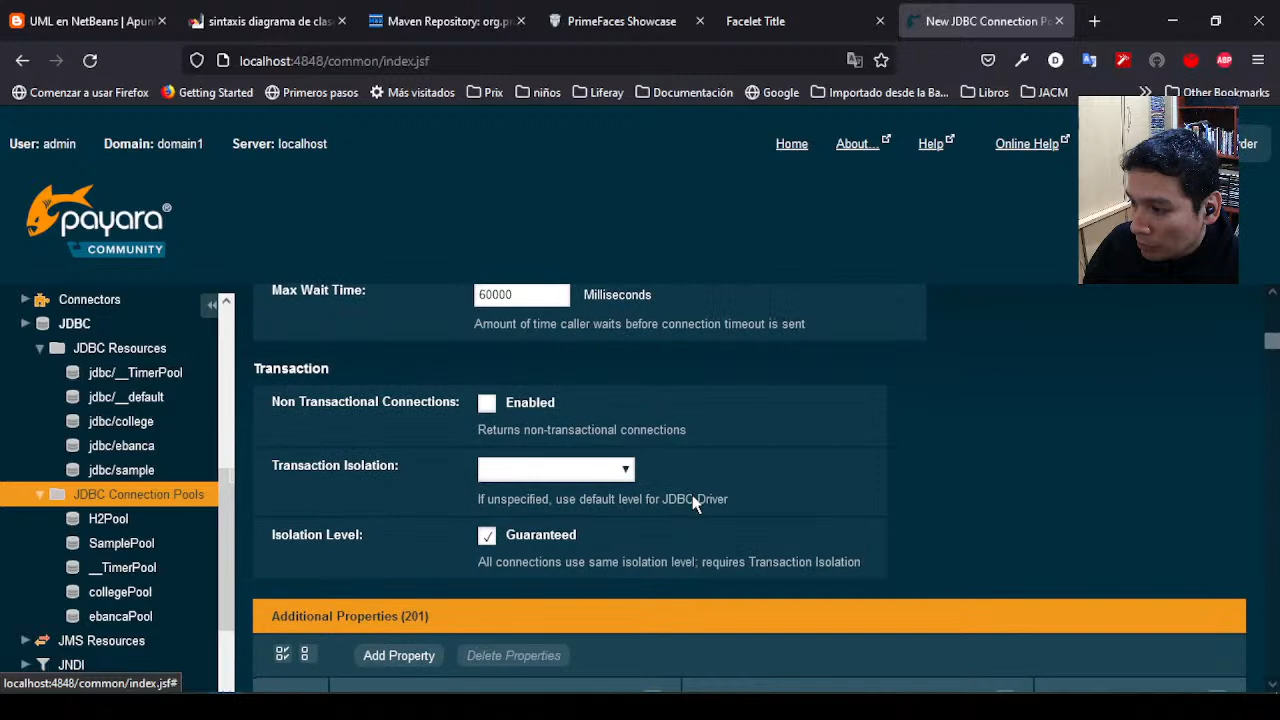 UML en NetBeans | Apunt
sintaxis diagrama de clas
Maven Repository: org.pr
PrimeFaces Showcase
Facelet Title
New JDBC Connection Po
localhost:4848/common/index.jsf
Comenzar a usar Firefox
Getting Started
Primeros pasos
Más visitados
Prix
niños
Liferay
Documentación
Google
Importado desde la Ba...
Libros
JACM
Other Bookmarks
User: admin
Domain: domain1
Server: localhost
Home
About...
Help
Online Help
der
payara®
COMMUNITY
Connectors
JDBC
JDBC Resources
jdbc/__TimerPool
jdbc/__default
jdbc/college
jdbc/ebanca
jdbc/sample
JDBC Connection Pools
H2Pool
SamplePool
__TimerPool
collegePool
ebancaPool
JMS Resources
JNDI
localhost:4848/common/index.jsf#
Max Wait Time:
60000
Milliseconds
Amount of time caller waits before connection timeout is sent
Transaction
Non Transactional Connections:
Enabled
Returns non-transactional connections
Transaction Isolation:
If unspecified, use default level for JDBC Driver
Isolation Level:
Guaranteed
All connections use same isolation level; requires Transaction Isolation
Additional Properties (201)
Add Property
Delete Properties